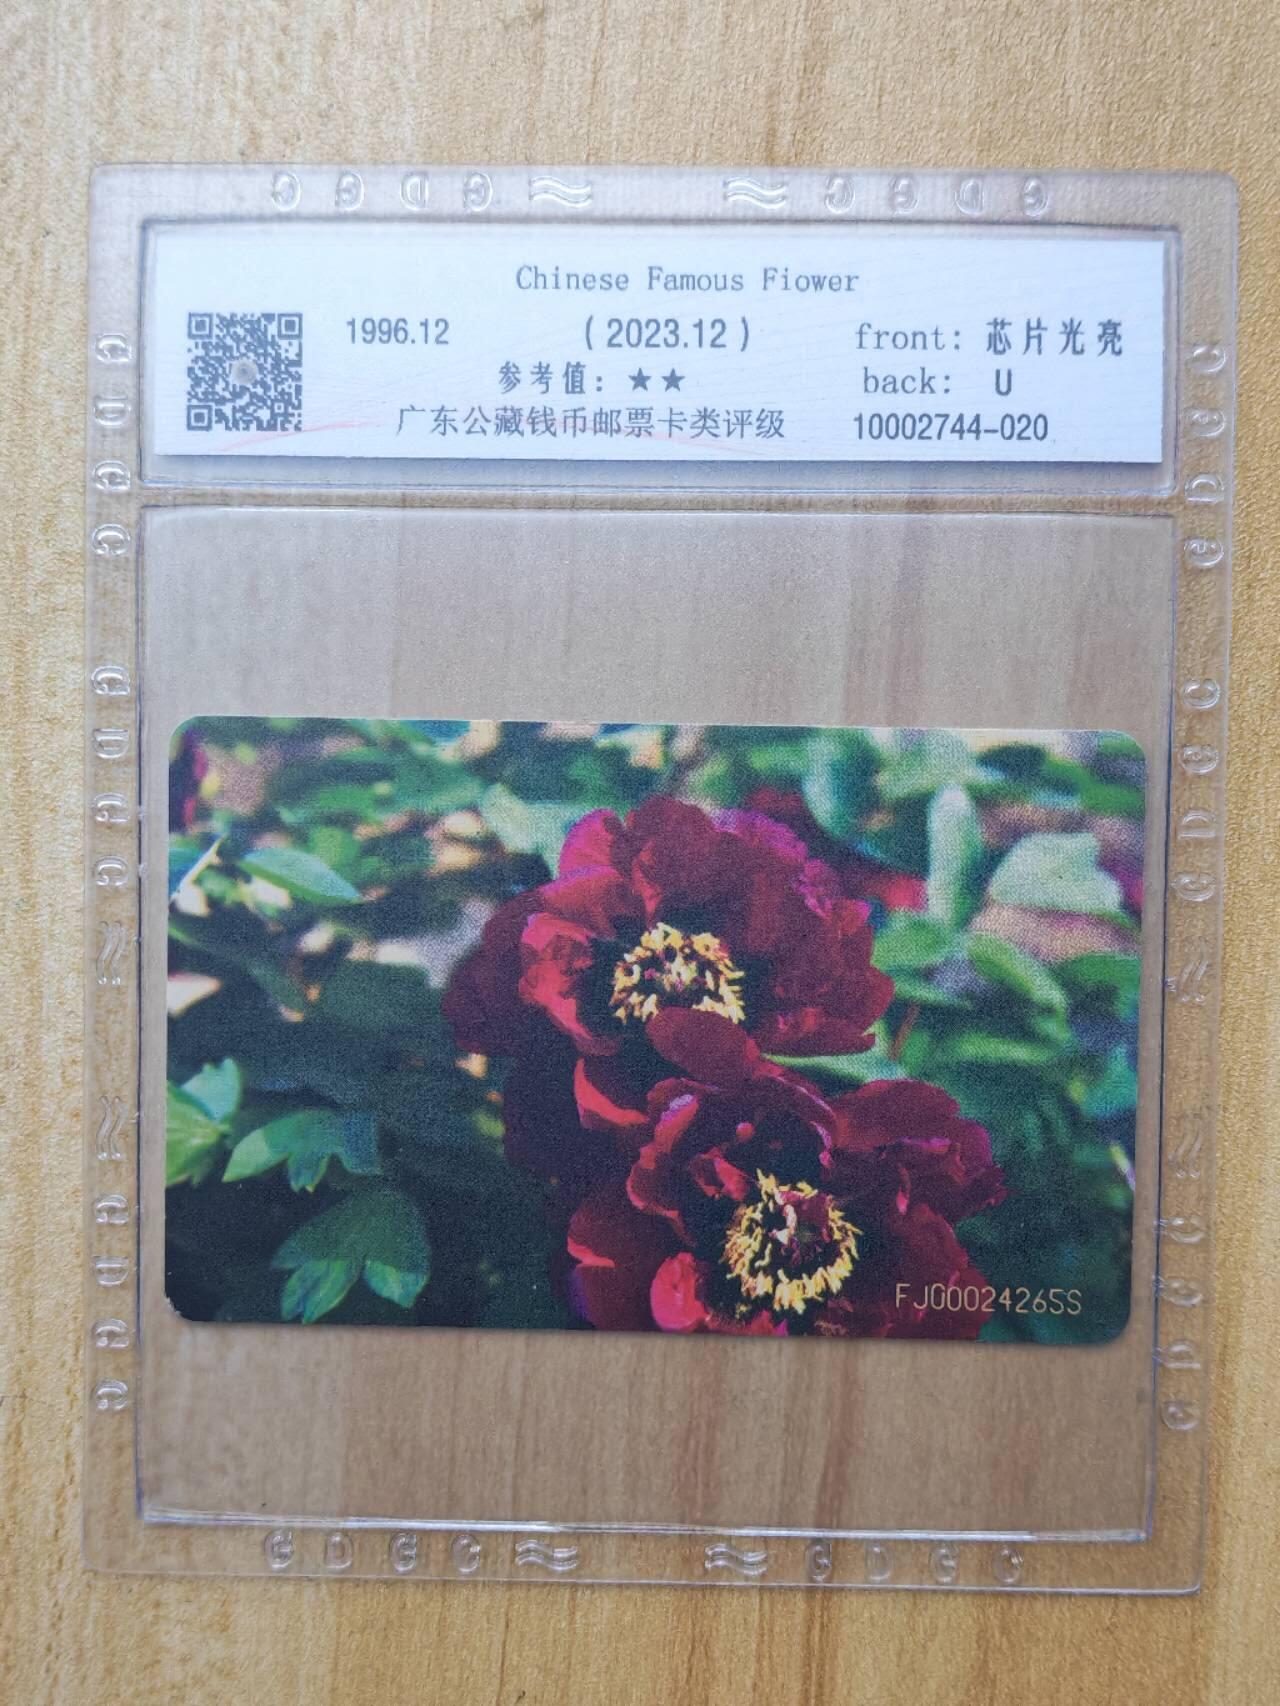 G G D G
G G D G
Chinese Famous Fiower
1996.12 (2023.12) front: 芯片光亮
参考值：★★ back: U
广东公藏钱币邮票卡类评级 10002744-020
FJG0024265S
G D G C
G D G C